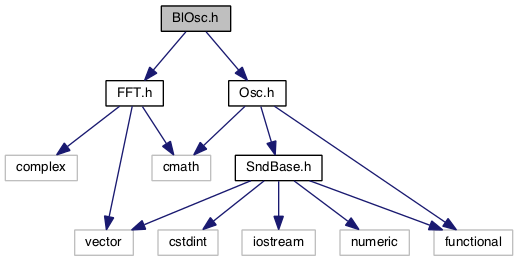 BlOsc.h
FFT.h
Osc.h
complex
cmath
SndBase.h
vector
cstdint
iostream
numeric
functional